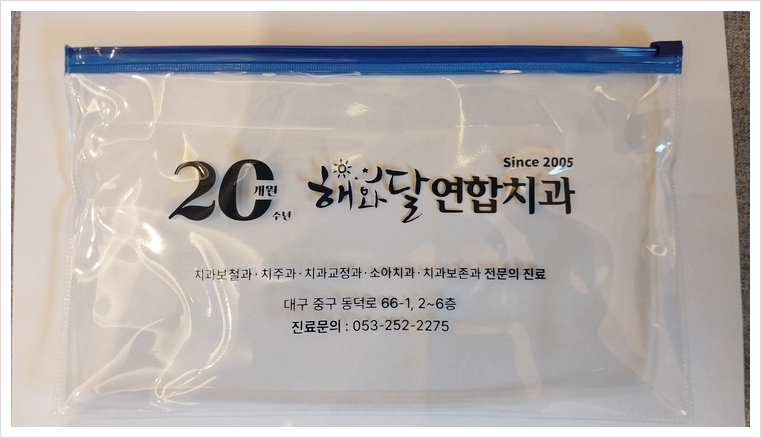 Since 2005
20 개원 주년 해와달연합치과
치과보철과·치주과·치과교정과·소아치과·치과보존과 전문의 진료
대구 중구 동덕로 66-1, 2~6층
진료문의 : 053-252-2275